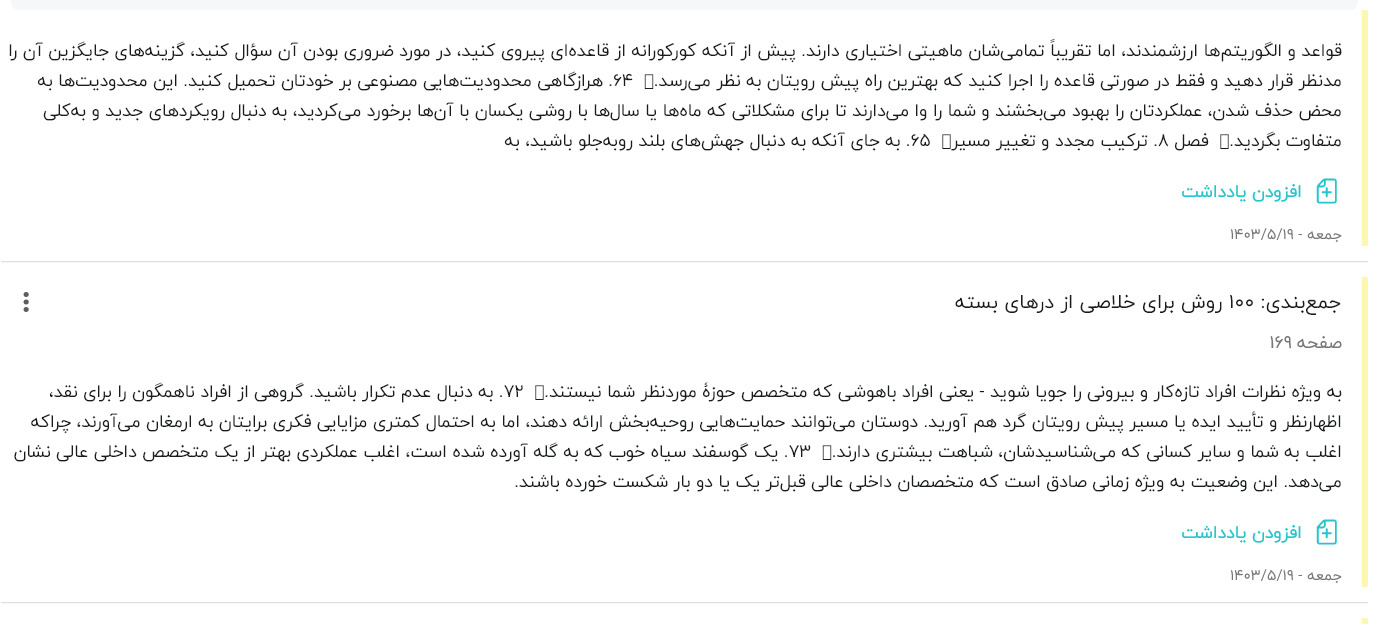 قواعد و الگوریتم‌ها ارزشمندند، اما تقریباً تمامی‌شان ماهیتی اختیاری دارند. پیش از آنکه کورکورانه از قاعده‌ای پیروی کنید، در مورد ضروری بودن آن سؤال کنید، گزینه‌های جایگزین آن را
مدنظر قرار دهید و فقط در صورتی قاعده را اجرا کنید که بهترین راه پیش رویتان به نظر می‌رسد.▯ ۶۴. هرازگاهی محدودیت‌هایی مصنوعی بر خودتان تحمیل کنید. این محدودیت‌ها به
محض حذف شدن، عملکردتان را بهبود می‌بخشند و شما را وا می‌دارند تا برای مشکلاتی که ماه‌ها یا سال‌ها با روشی یکسان با آن‌ها برخورد می‌کردید، به دنبال رویکردهای جدید و به‌کلی
متفاوت بگردید.▯ فصل ۸. ترکیب مجدد و تغییر مسیر▯ ۶۵. به جای آنکه به دنبال جهش‌های بلند روبه‌جلو باشید، به
افزودن یادداشت
جمعه - ۱۴۰۳/۵/۱۹
جمع‌بندی: ۱۰۰ روش برای خلاصی از درهای بسته
صفحه ۱۶۹
به ویژه نظرات افراد تازه‌کار و بیرونی را جویا شوید - یعنی افراد باهوشی که متخصص حوزهٔ موردنظر شما نیستند.▯ ۷۲. به دنبال عدم تکرار باشید. گروهی از افراد ناهمگون را برای نقد،
اظهارنظر و تأیید ایده یا مسیر پیش رویتان گرد هم آورید. دوستان می‌توانند حمایت‌هایی روحیه‌بخش ارائه دهند، اما به احتمال کمتری مزایایی فکری برایتان به ارمغان می‌آورند، چراکه
اغلب به شما و سایر کسانی که می‌شناسیدشان، شباهت بیشتری دارند.▯ ۷۳. یک گوسفند سیاه خوب که به گله آورده شده است، اغلب عملکردی بهتر از یک متخصص داخلی عالی نشان
می‌دهد. این وضعیت به ویژه زمانی صادق است که متخصصان داخلی عالی قبل‌تر یک یا دو بار شکست خورده باشند.
افزودن یادداشت
جمعه - ۱۴۰۳/۵/۱۹